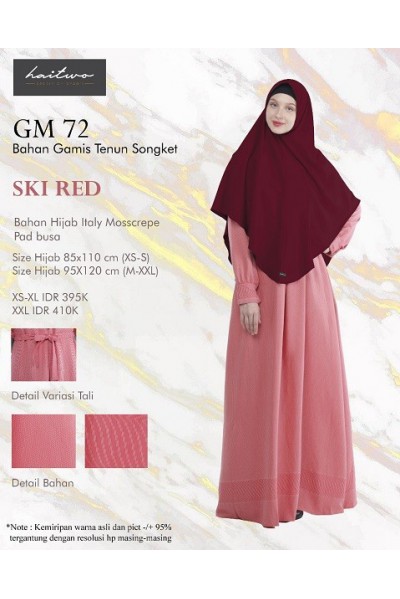 haitwo
GM 72
Bahan Gamis Tenun Songket
SKI RED
Bahan Hijab Italy Mosscrepe
Pad busa
Size Hijab 85x110 cm (XS-S)
Size Hijab 95X120 cm (M-XXL)
XS-XL IDR 395K
XXL IDR 410K
Detail Variasi Tali
Detail Bahan
*Note : Kemiripan warna asli dan pict -/+ 95%
tergantung dengan resolusi hp masing-masing